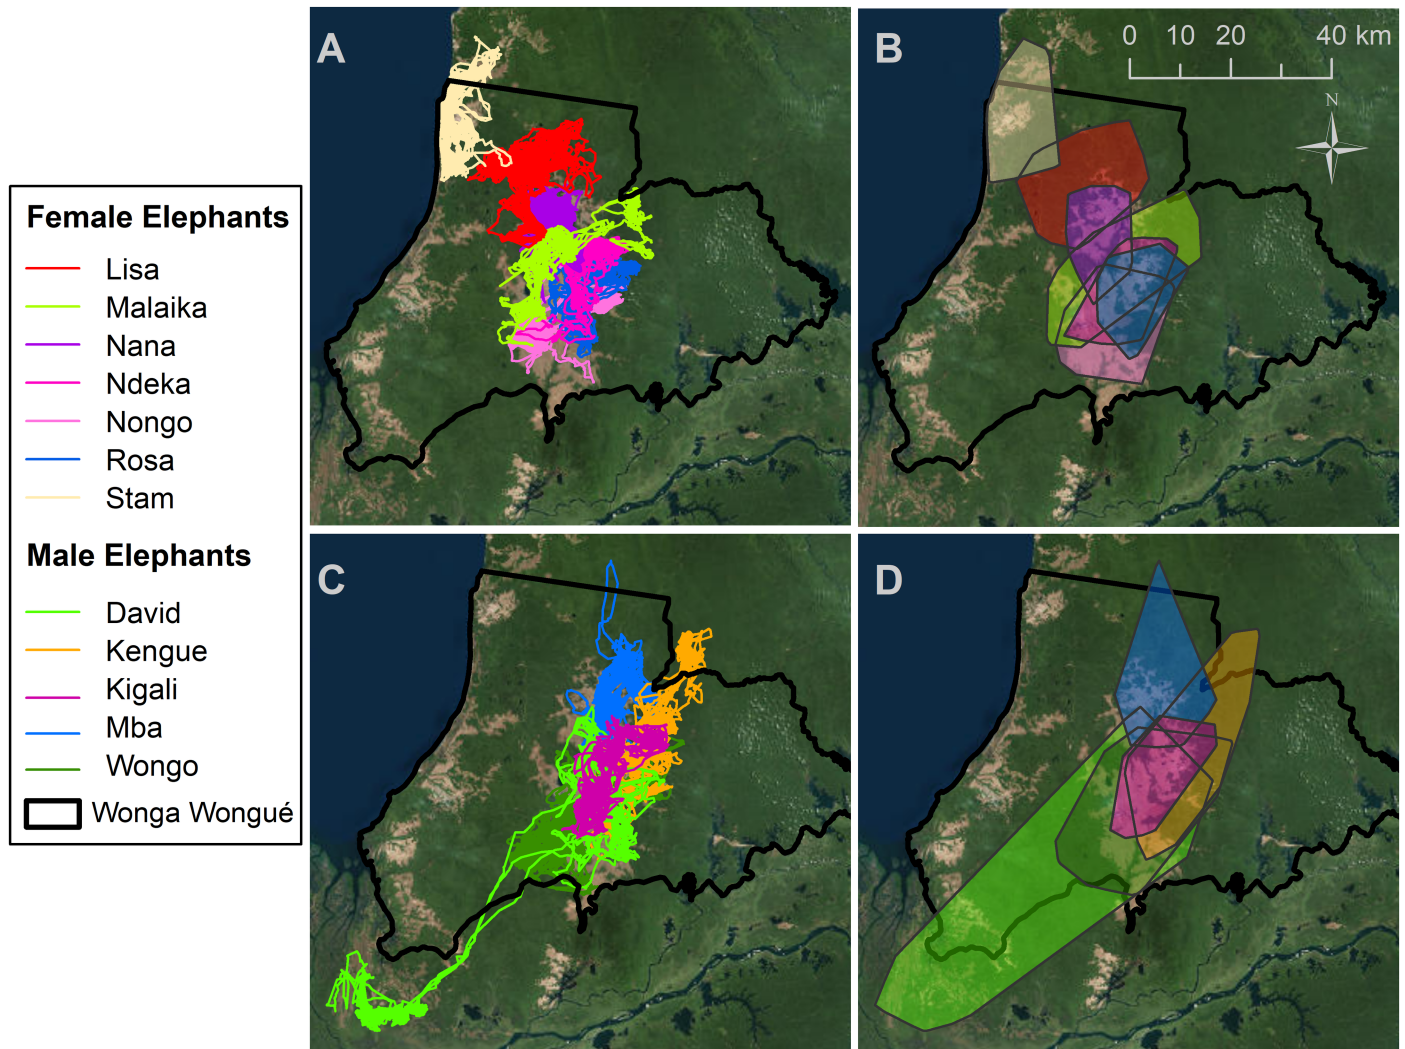 Female Elephants
Lisa
Malaika
Nana
Ndeka
Nongo
Rosa
Stam
Male Elephants
David
Kengue
Kigali
Mba
Wongo
Wonga Wongué
A
B
0 10 20 40 km
N
C
D